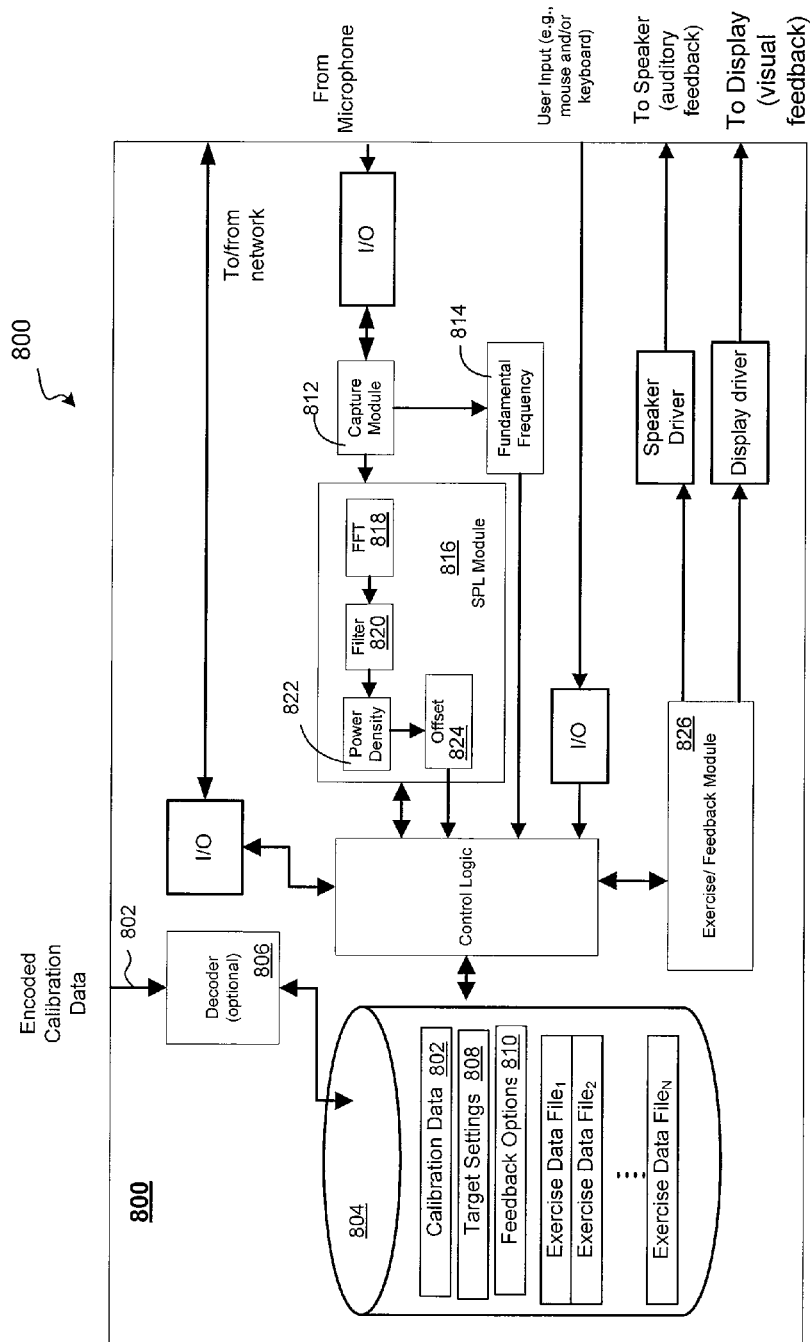 800
Encoded
Calibration
Data
802
Decoder
(optional)
806
800
804
Calibration Data 802
Target Settings 808
Feedback Options 810
Exercise Data File1
Exercise Data File2
Exercise Data FileN
I/O
To/from
network
Control Logic
822
Power
Density
Filter
820
FFT
818
Offset
824
816
SPL Module
812
Capture
Module
I/O
From
Microphone
814
Fundamental
Frequency
I/O
User Input (e.g.,
mouse and/or
keyboard)
826
Exercise/ Feedback Module
Speaker
Driver
Display driver
To Speaker
(auditory
feedback)
To Display
(visual
feedback)